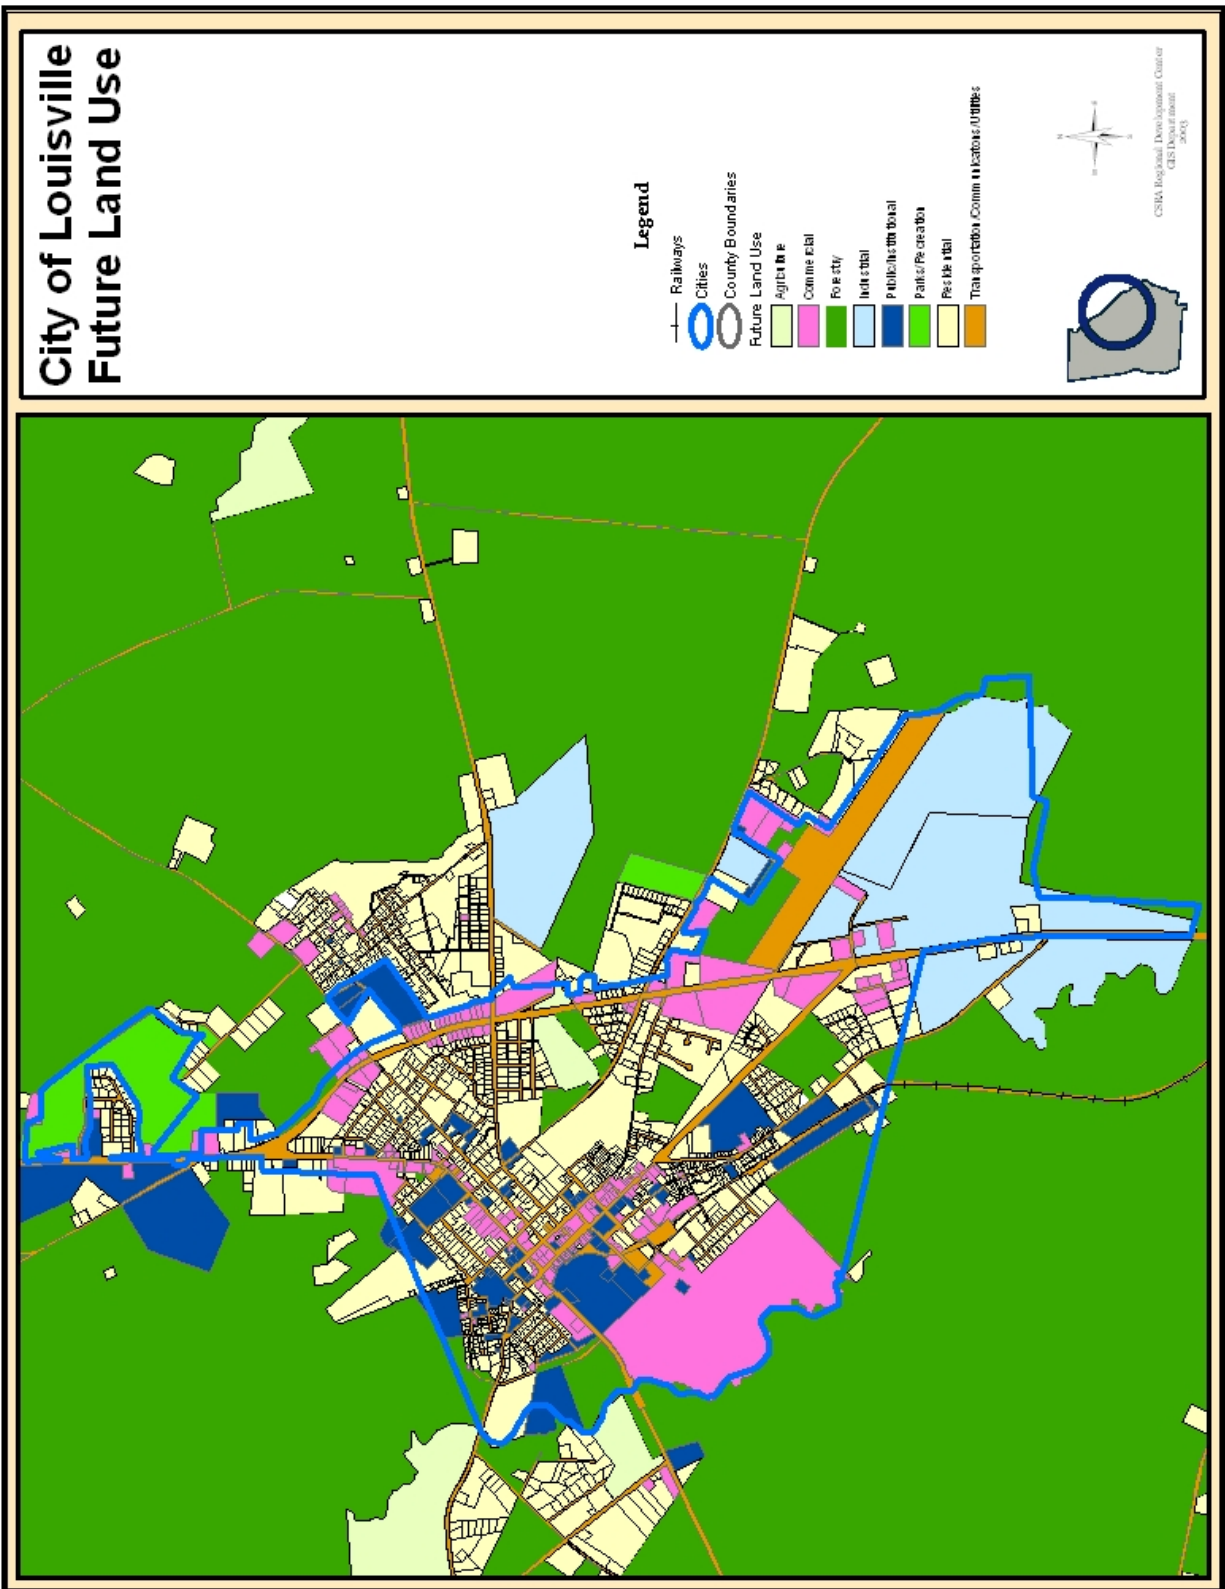 City of Louisville
Future Land Use
Legend
Railways
Cities
County Boundaries
Future Land Use
Agriculture
Commercial
Forestry
Industrial
Public/Institutional
Parks/Recreation
Residential
Transportation/Communicatons/Utilities
N
S
CSRA Regional Development Center
GIS Department
2003